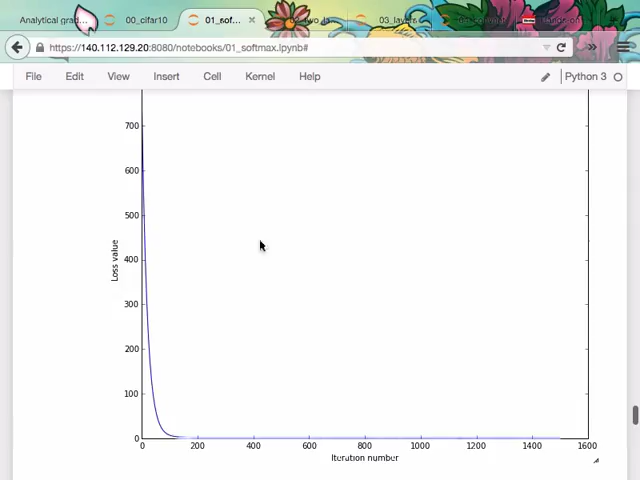 Analytical grad... 00_cifar10 01_sof... × 02_two_la... 03_layers
https://140.112.129.20:8080/notebooks/01_softmax.ipynb#
File Edit View Insert Cell Kernel Help Python 3
700
600
500
400
300
200
100
0
Loss value
0 200 400 600 800 1000 1200 1400 1600
Iteration number